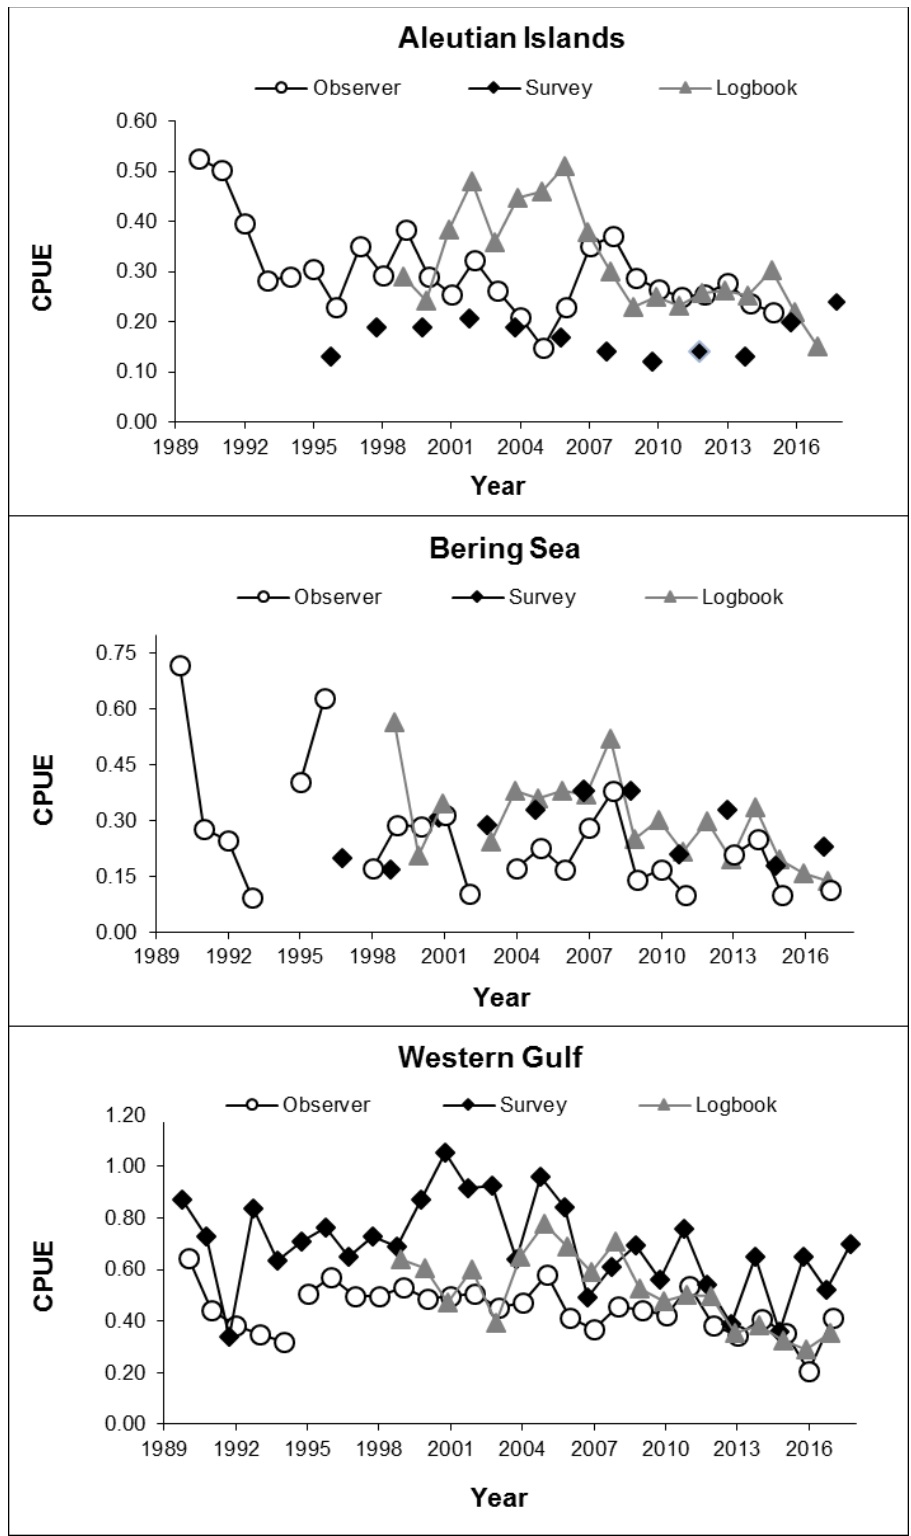 Aleutian Islands
Observer Survey Logbook
0.60
0.50
0.40
0.30
0.20
0.10
0.00
CPUE
1989 1992 1995 1998 2001 2004 2007 2010 2013 2016
Year
Bering Sea
Observer Survey Logbook
0.75
0.60
0.45
0.30
0.15
0.00
CPUE
1989 1992 1995 1998 2001 2004 2007 2010 2013 2016
Year
Western Gulf
Observer Survey Logbook
1.20
1.00
0.80
0.60
0.40
0.20
0.00
CPUE
1989 1992 1995 1998 2001 2004 2007 2010 2013 2016
Year